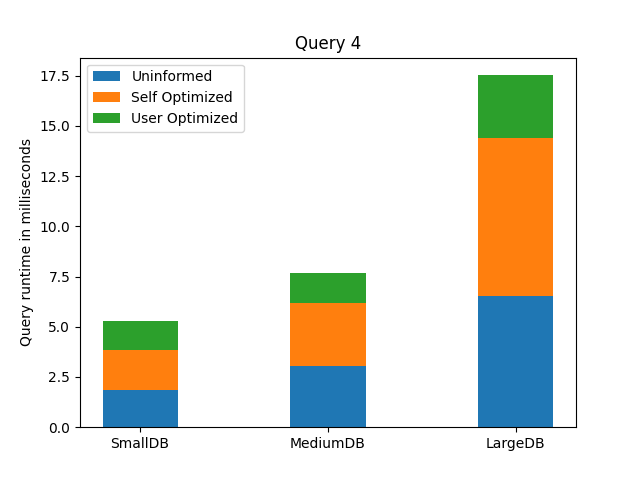 Query 4
Uninformed
Self Optimized
User Optimized
Query runtime in milliseconds
17.5
15.0
12.5
10.0
7.5
5.0
2.5
0.0
SmallDB
MediumDB
LargeDB